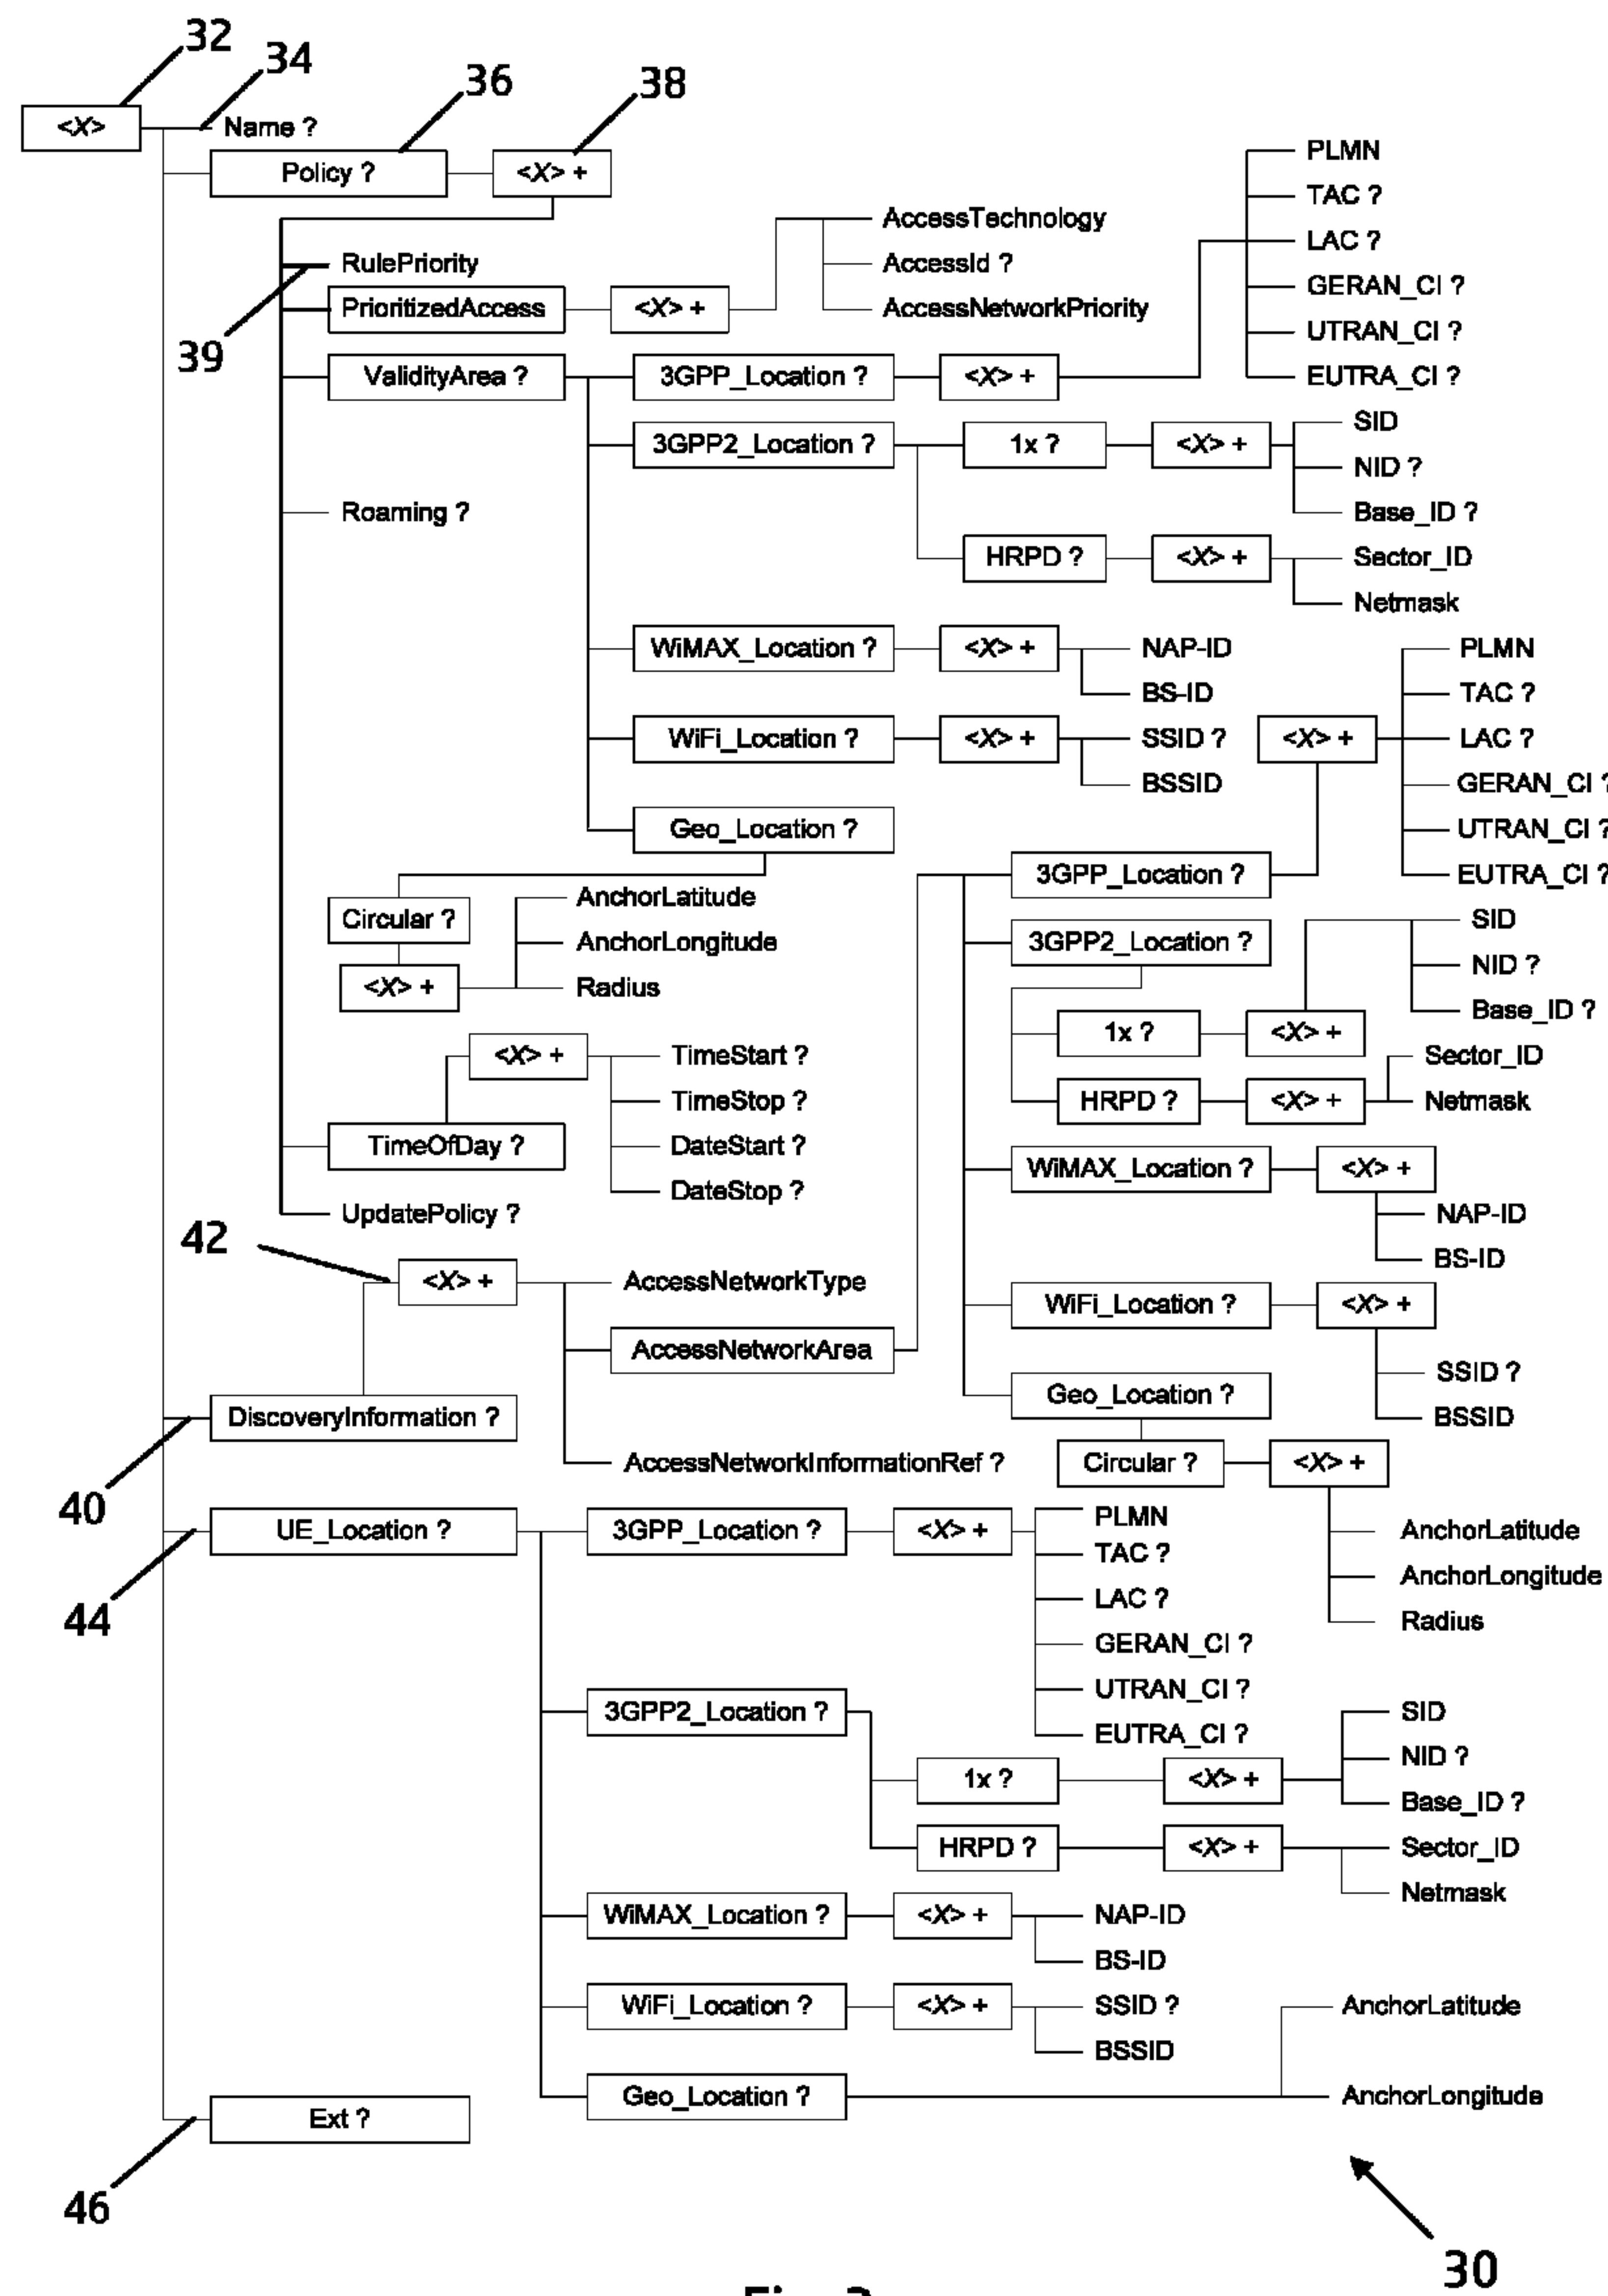 32
34
36
38
<X>
Name ?
Policy ?
<X> +
PLMN
TAC ?
LAC ?
GERAN_CI ?
UTRAN_CI ?
EUTRA_CI ?
AccessTechnology
AccessId ?
AccessNetworkPriority
RulePriority
39
PrioritizedAccess
<X> +
ValidityArea ?
3GPP_Location ?
<X> +
3GPP2_Location ?
1x ?
<X> +
SID
NID ?
Base_ID ?
Roaming ?
HRPD ?
<X> +
Sector_ID
Netmask
WiMAX_Location ?
<X> +
NAP-ID
BS-ID
WiFi_Location ?
<X> +
SSID ?
BSSID
<X> +
PLMN
TAC ?
LAC ?
GERAN_CI ?
UTRAN_CI ?
EUTRA_CI ?
Geo_Location ?
Circular ?
<X> +
AnchorLatitude
AnchorLongitude
Radius
3GPP_Location ?
3GPP2_Location ?
SID
NID ?
Base_ID ?
1x ?
<X> +
Sector_ID
HRPD ?
<X> +
Netmask
<X> +
TimeStart ?
TimeStop ?
TimeOfDay ?
DateStart ?
DateStop ?
UpdatePolicy ?
WiMAX_Location ?
<X> +
NAP-ID
BS-ID
42
<X> +
AccessNetworkType
WiFi_Location ?
<X> +
AccessNetworkArea
SSID ?
BSSID
DiscoveryInformation ?
Geo_Location ?
AccessNetworkInformationRef ?
Circular ?
<X> +
40
AnchorLatitude
AnchorLongitude
Radius
UE_Location ?
3GPP_Location ?
<X> +
PLMN
TAC ?
LAC ?
GERAN_CI ?
UTRAN_CI ?
EUTRA_CI ?
44
3GPP2_Location ?
1x ?
<X> +
SID
NID ?
Base_ID ?
HRPD ?
<X> +
Sector_ID
Netmask
WiMAX_Location ?
<X> +
NAP-ID
BS-ID
WiFi_Location ?
<X> +
SSID ?
BSSID
AnchorLatitude
Geo_Location ?
AnchorLongitude
Ext ?
46
30